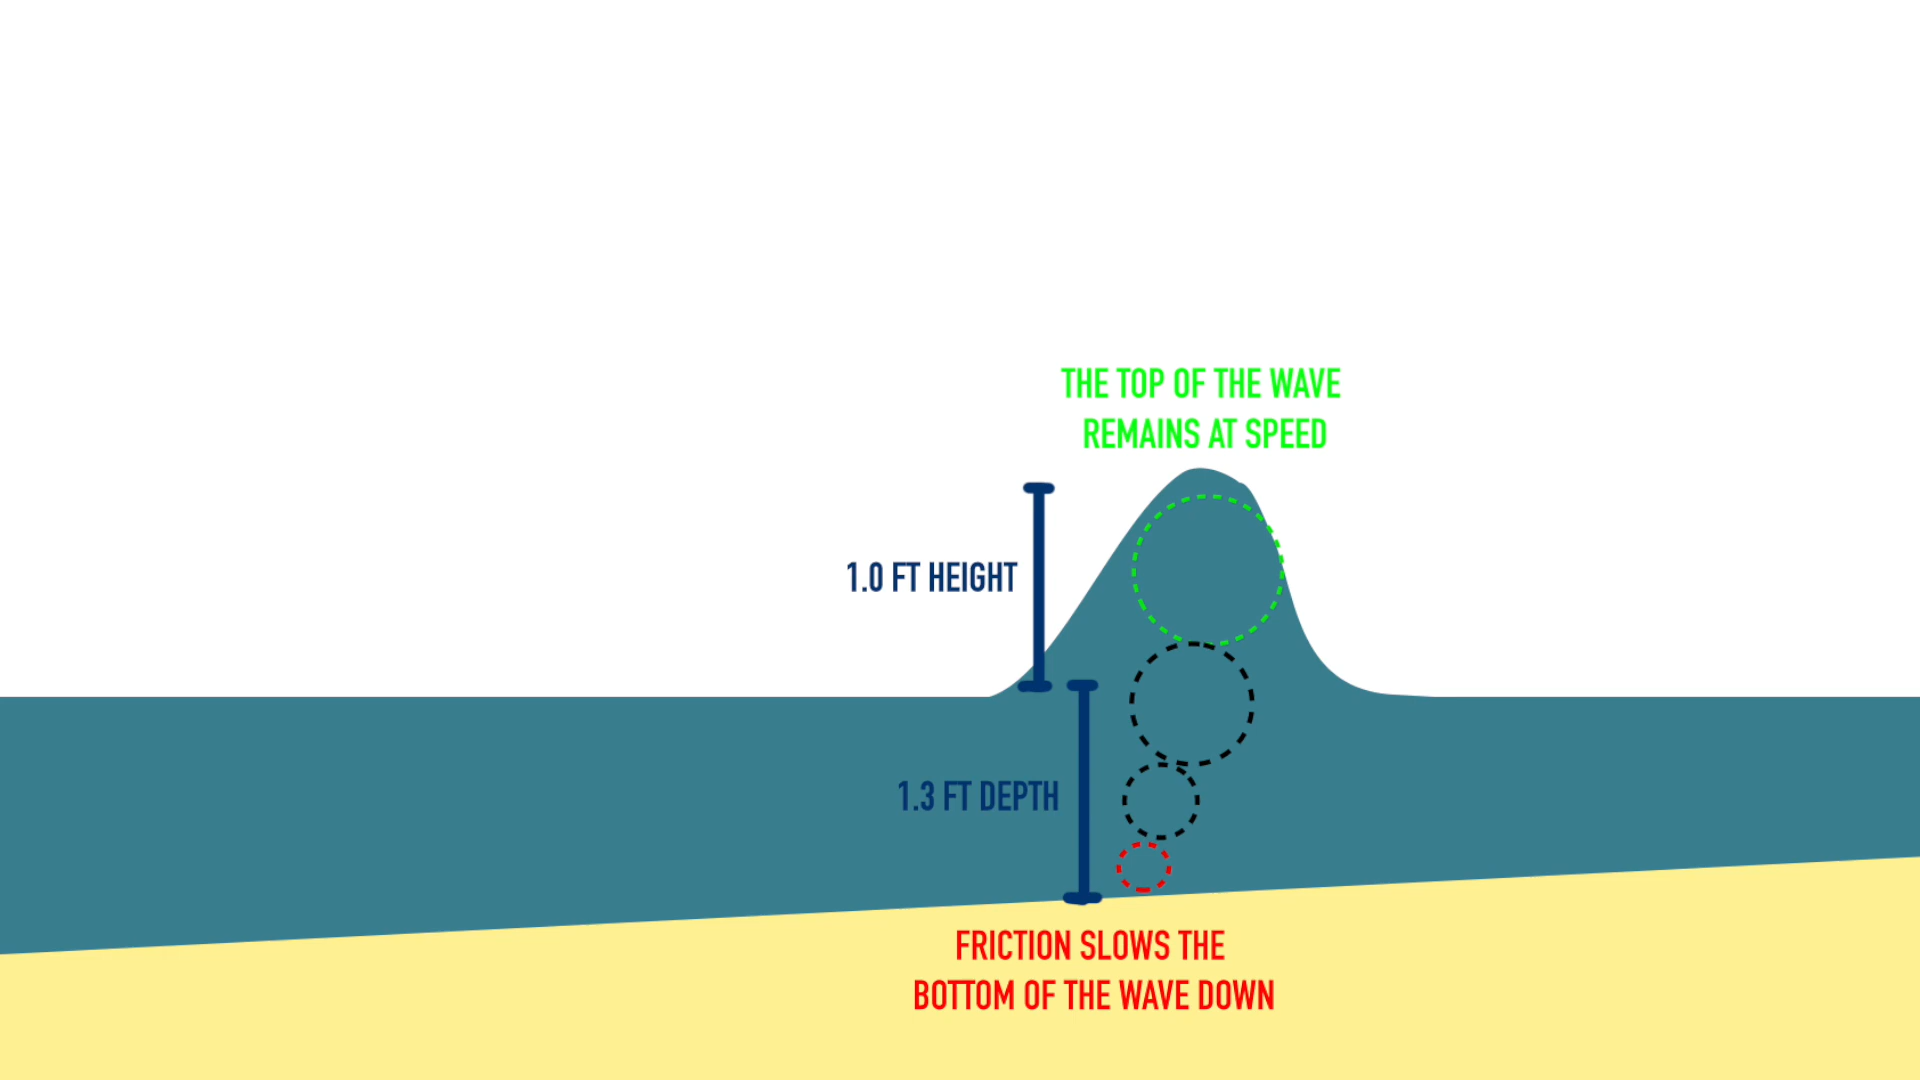 THE TOP OF THE WAVE
REMAINS AT SPEED
1.0 FT HEIGHT
1.3 FT DEPTH
FRICTION SLOWS THE
BOTTOM OF THE WAVE DOWN